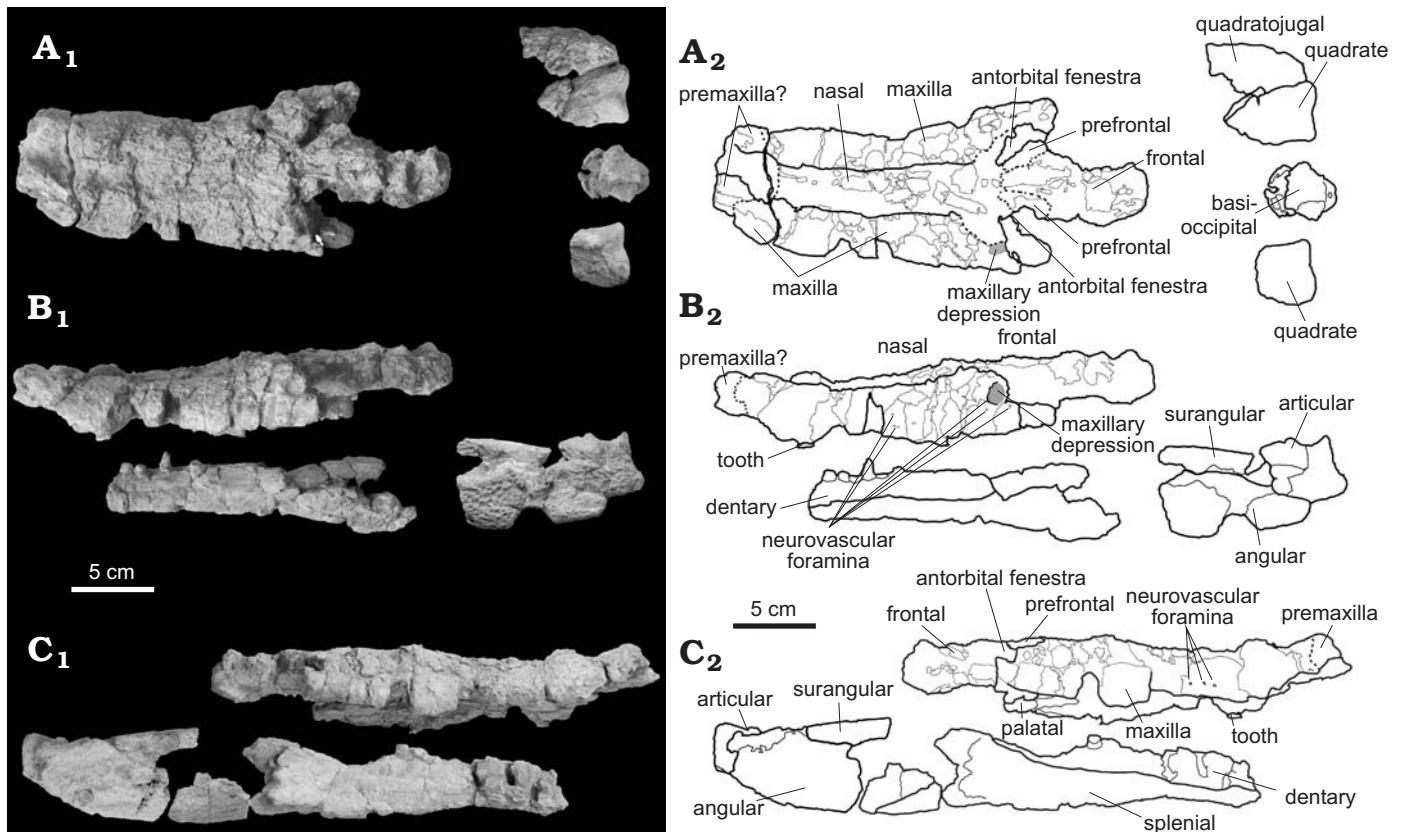 A1
A2
quadratojugal
quadrate
antorbital fenestra
premaxilla?
nasal
maxilla
prefrontal
frontal
basi-
occipital
prefrontal
maxilla
maxillary
depression
antorbital fenestra
quadrate
B1
B2
nasal
frontal
premaxilla?
surangular
articular
maxillary
depression
tooth
dentary
neurovascular
foramina
angular
5 cm
5 cm
C1
C2
antorbital fenestra
prefrontal
neurovascular
foramina
premaxilla
frontal
articular
surangular
palatal
maxilla
tooth
angular
dentary
splenial